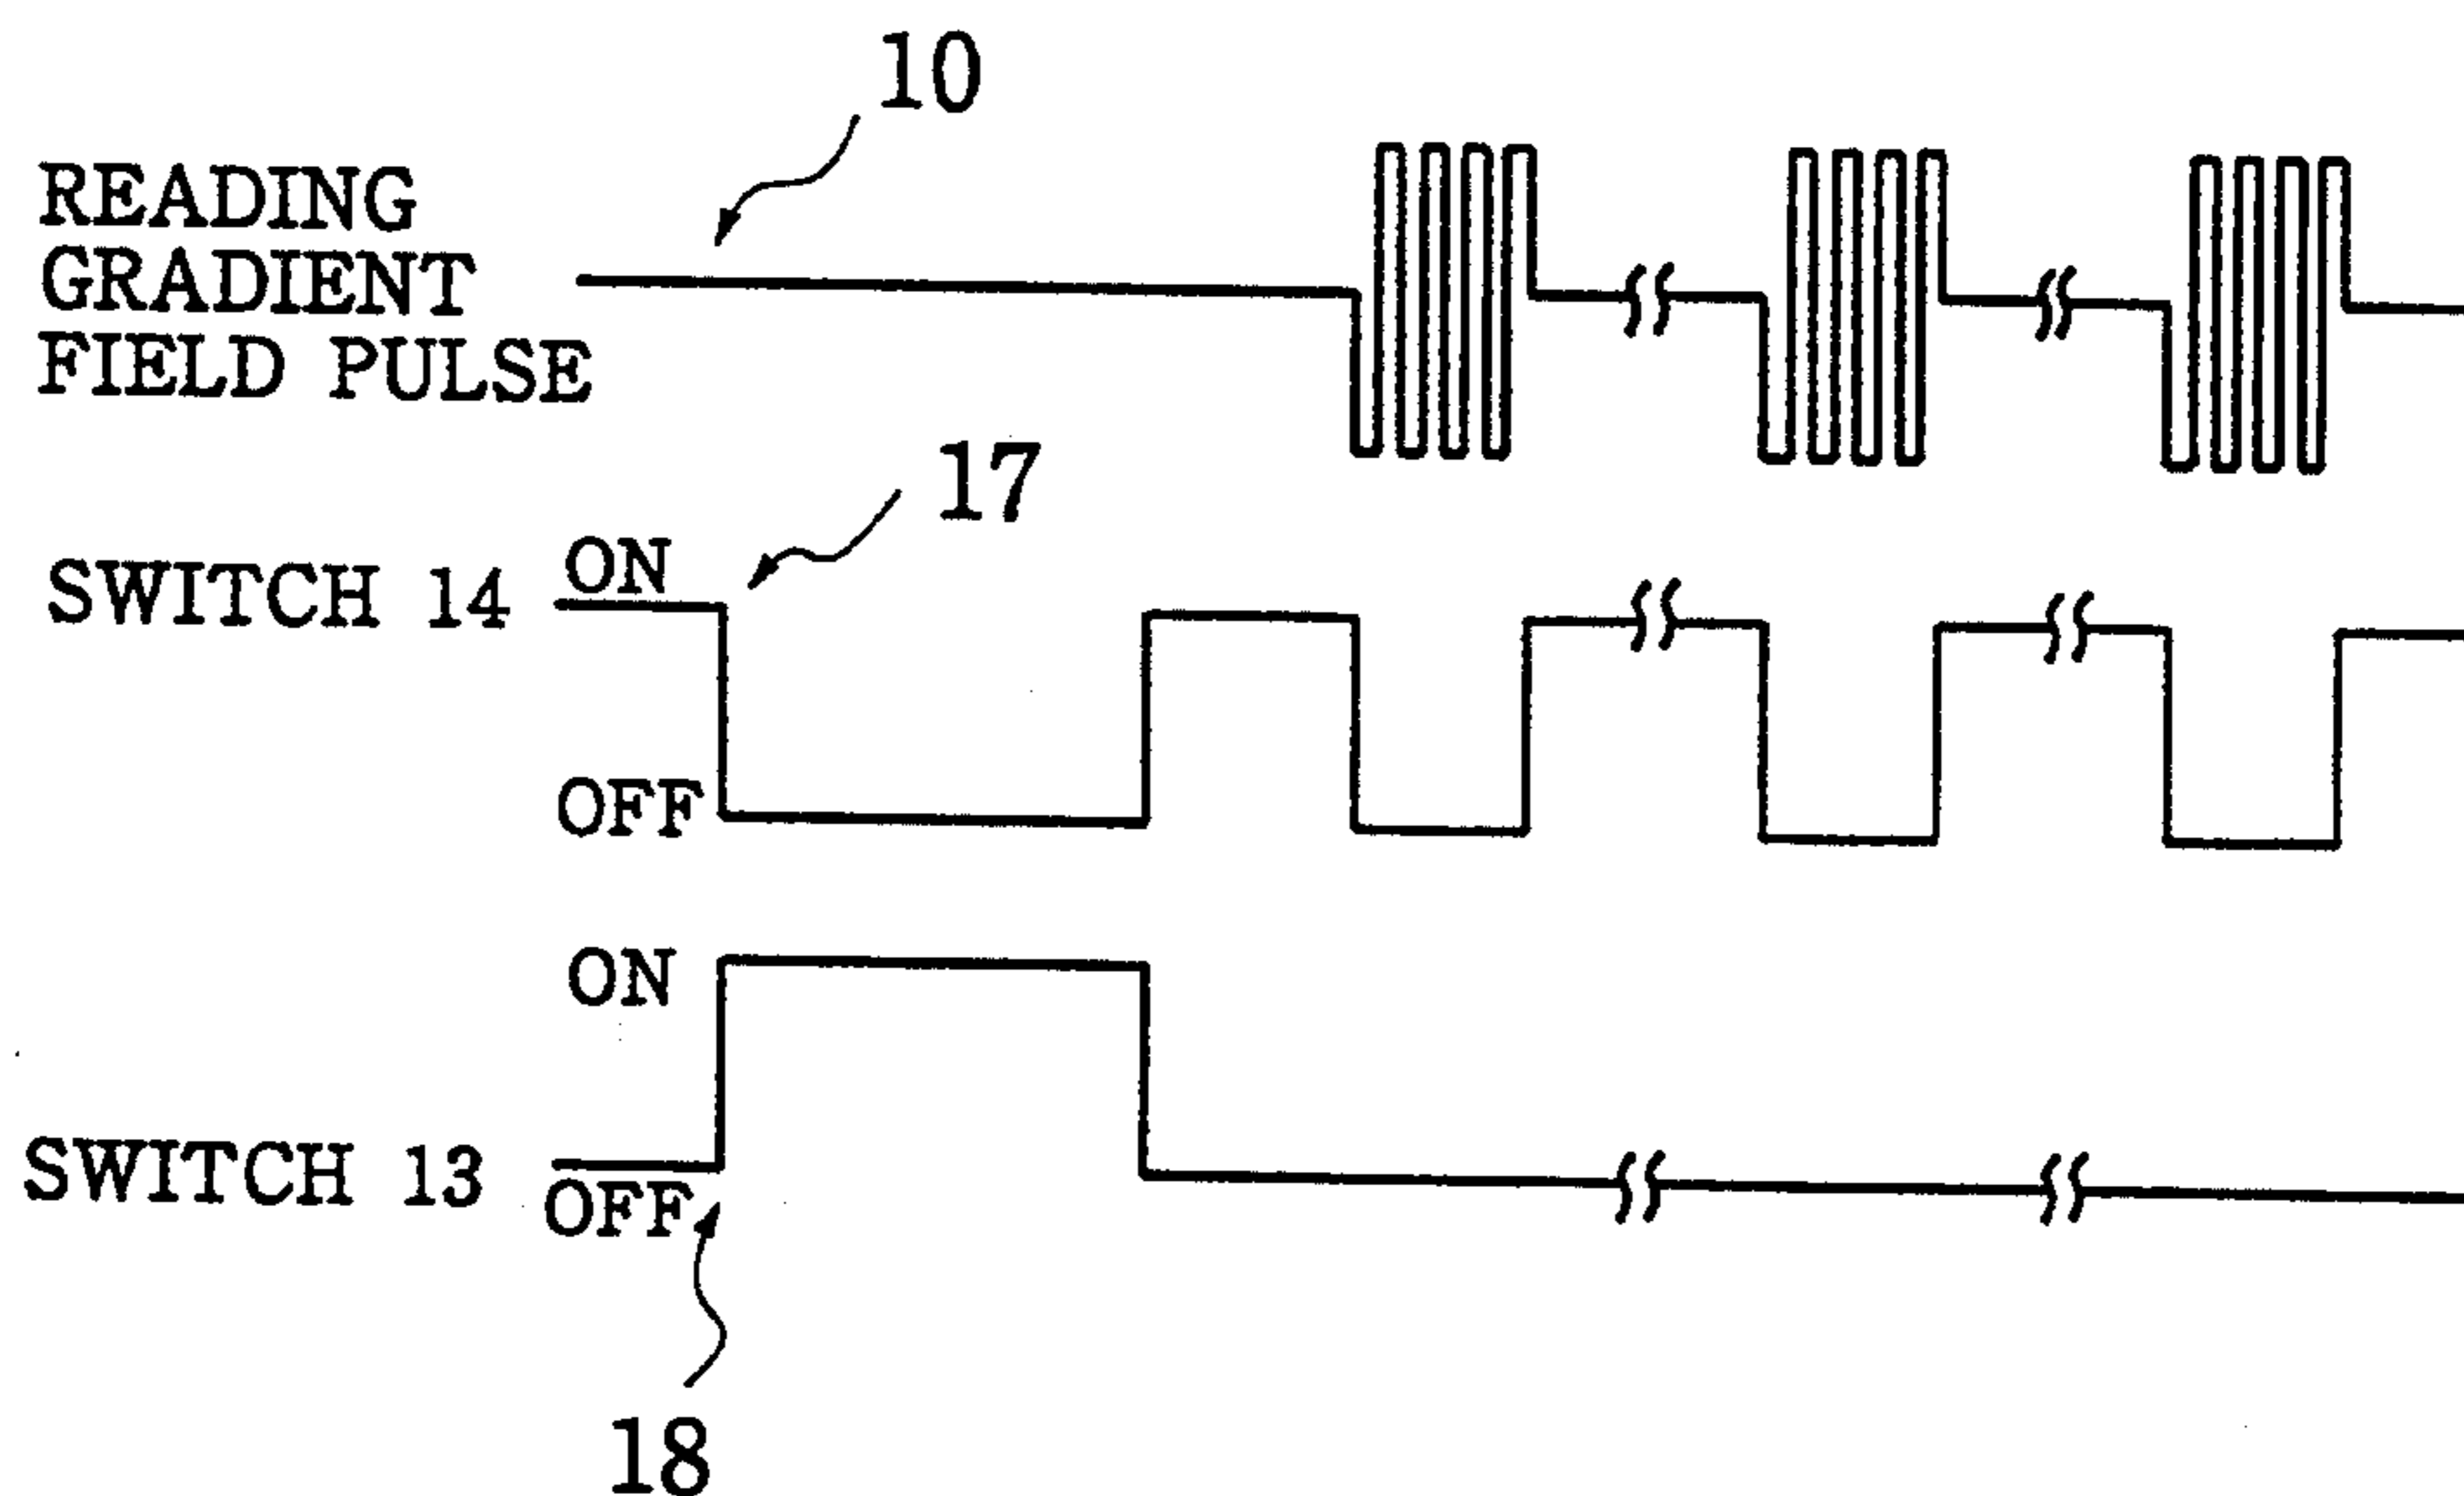 10
READING
GRADIENT
FIELD PULSE
17
SWITCH 14
ON
OFF
ON
SWITCH 13
OFF
18